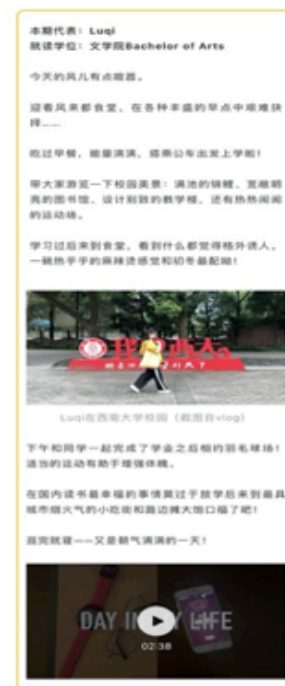 本期代表：Luqi
就读学位：文学院Bachelor of Arts
今天的风儿有点喧嚣。
迎着风来都食堂，在各种丰盛的早点中艰难抉
择……
吃过早餐，能量满满，搭乘公车出发上学啦！
带大家游览一下校园美景：满池的锦鲤、宽敞明
亮的图书馆、设计别致的教学楼，还有热热闹闹
的运动场。
学习过后来到食堂，看到什么都觉得格外诱人，
一碗热乎乎的麻辣烫感觉和初冬最配呦！
Luqi在西南大学校园（截图自vlog）
下午和同学一起完成了学业之后相约羽毛球场！
适当的运动有助于增强体魄。
在国内读书最幸福的事情莫过于放学后来到最具
城市烟火气的小吃街和路边摊大饱口福了吧！
逛完就寝——又是朝气满满的一天！
DAY IN MY LIFE
02:38